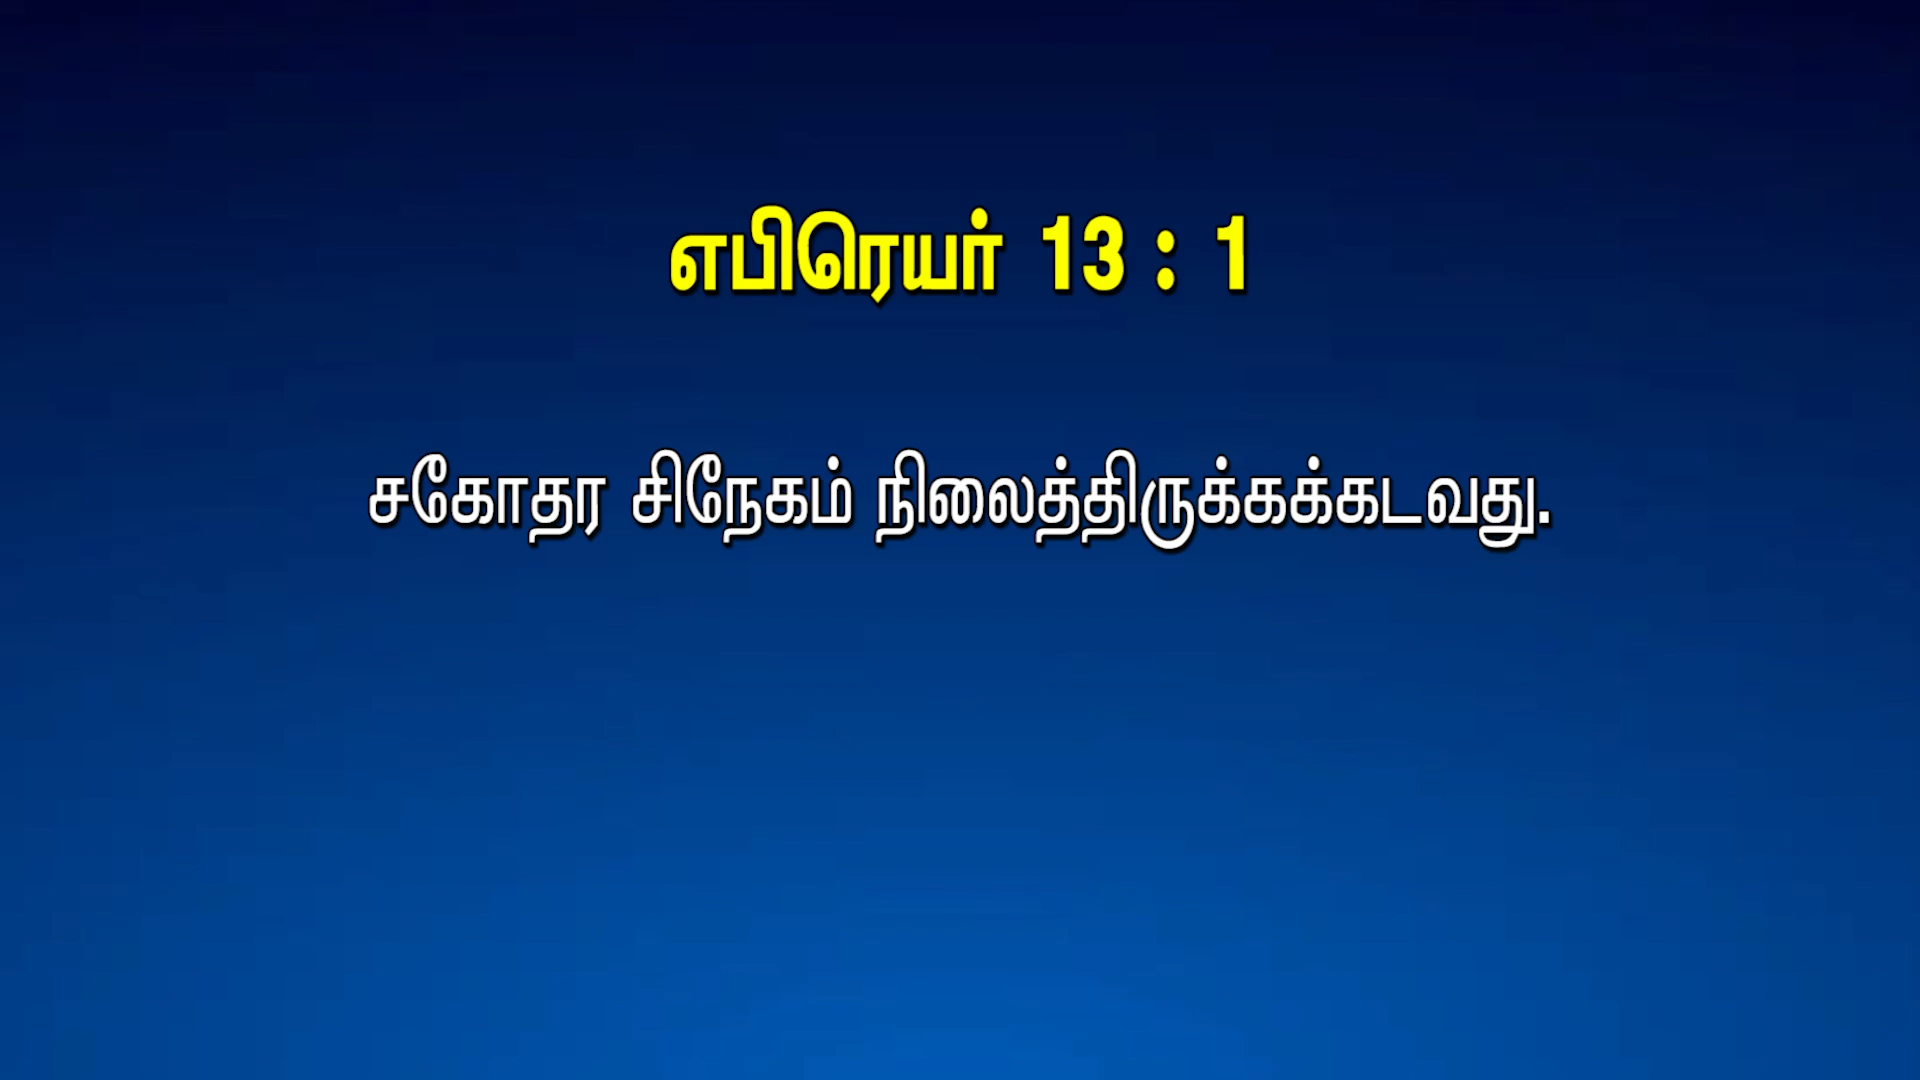 எபிரெயர் 13 : 1
சகோதர சிநேகம் நிலைத்திருக்கக்கடவது.